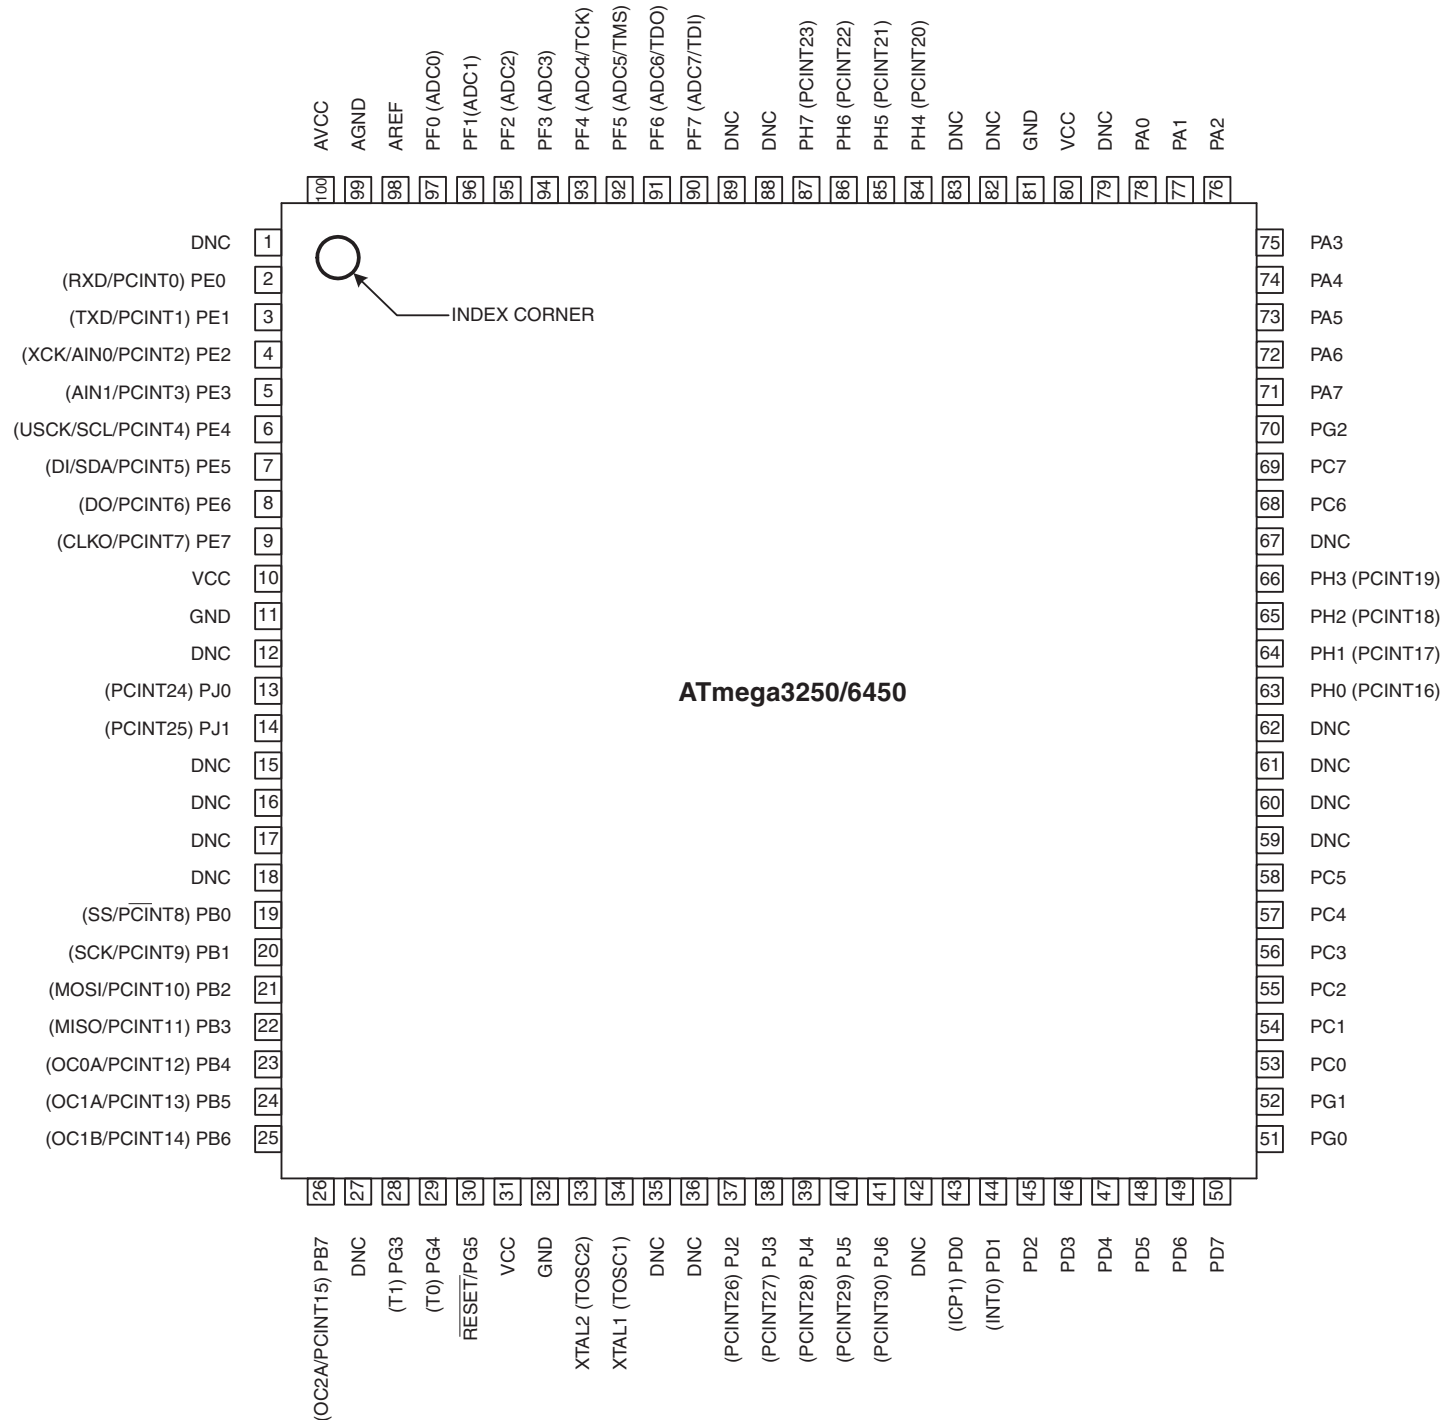 AVCC
AGND
AREF
PF0 (ADC0)
PF1(ADC1)
PF2 (ADC2)
PF3 (ADC3)
PF4 (ADC4/TCK)
PF5 (ADC5/TMS)
PF6 (ADC6/TDO)
PF7 (ADC7/TDI)
DNC
DNC
PH7 (PCINT23)
PH6 (PCINT22)
PH5 (PCINT21)
PH4 (PCINT20)
DNC
DNC
GND
VCC
DNC
PA0
PA1
PA2
100
99
98
97
96
95
94
93
92
91
90
89
88
87
86
85
84
83
82
81
80
79
78
77
76
DNC 1
(RXD/PCINT0) PE0 2
(TXD/PCINT1) PE1 3
(XCK/AIN0/PCINT2) PE2 4
(AIN1/PCINT3) PE3 5
(USCK/SCL/PCINT4) PE4 6
(DI/SDA/PCINT5) PE5 7
(DO/PCINT6) PE6 8
(CLKO/PCINT7) PE7 9
VCC 10
GND 11
DNC 12
(PCINT24) PJ0 13
(PCINT25) PJ1 14
DNC 15
DNC 16
DNC 17
DNC 18
(SS/PCINT8) PB0 19
(SCK/PCINT9) PB1 20
(MOSI/PCINT10) PB2 21
(MISO/PCINT11) PB3 22
(OC0A/PCINT12) PB4 23
(OC1A/PCINT13) PB5 24
(OC1B/PCINT14) PB6 25
INDEX CORNER
ATmega3250/6450
75 PA3
74 PA4
73 PA5
72 PA6
71 PA7
70 PG2
69 PC7
68 PC6
67 DNC
66 PH3 (PCINT19)
65 PH2 (PCINT18)
64 PH1 (PCINT17)
63 PH0 (PCINT16)
62 DNC
61 DNC
60 DNC
59 DNC
58 PC5
57 PC4
56 PC3
55 PC2
54 PC1
53 PC0
52 PG1
51 PG0
26
27
28
29
30
31
32
33
34
35
36
37
38
39
40
41
42
43
44
45
46
47
48
49
50
(OC2A/PCINT15) PB7
DNC
(T1) PG3
(T0) PG4
RESET/PG5
VCC
GND
XTAL2 (TOSC2)
XTAL1 (TOSC1)
DNC
DNC
(PCINT26) PJ2
(PCINT27) PJ3
(PCINT28) PJ4
(PCINT29) PJ5
(PCINT30) PJ6
DNC
(ICP1) PD0
(INT0) PD1
PD2
PD3
PD4
PD5
PD6
PD7